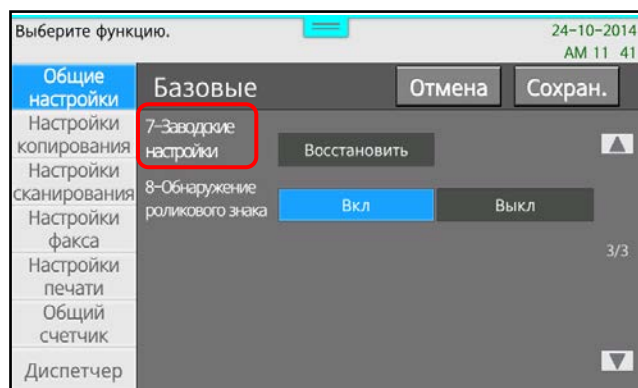 Выберите функцию.
24-10-2014
AM 11 41
Общие
настройки
Базовые
Отмена
Сохран.
Настройки
копирования
Настройки
сканирования
Настройки
факса
Настройки
печати
Общий
счетчик
Диспетчер
7-Заводские
настройки
Восстановить
8-Обнаружение
роликового знака
Вкл
Выкл
3/3